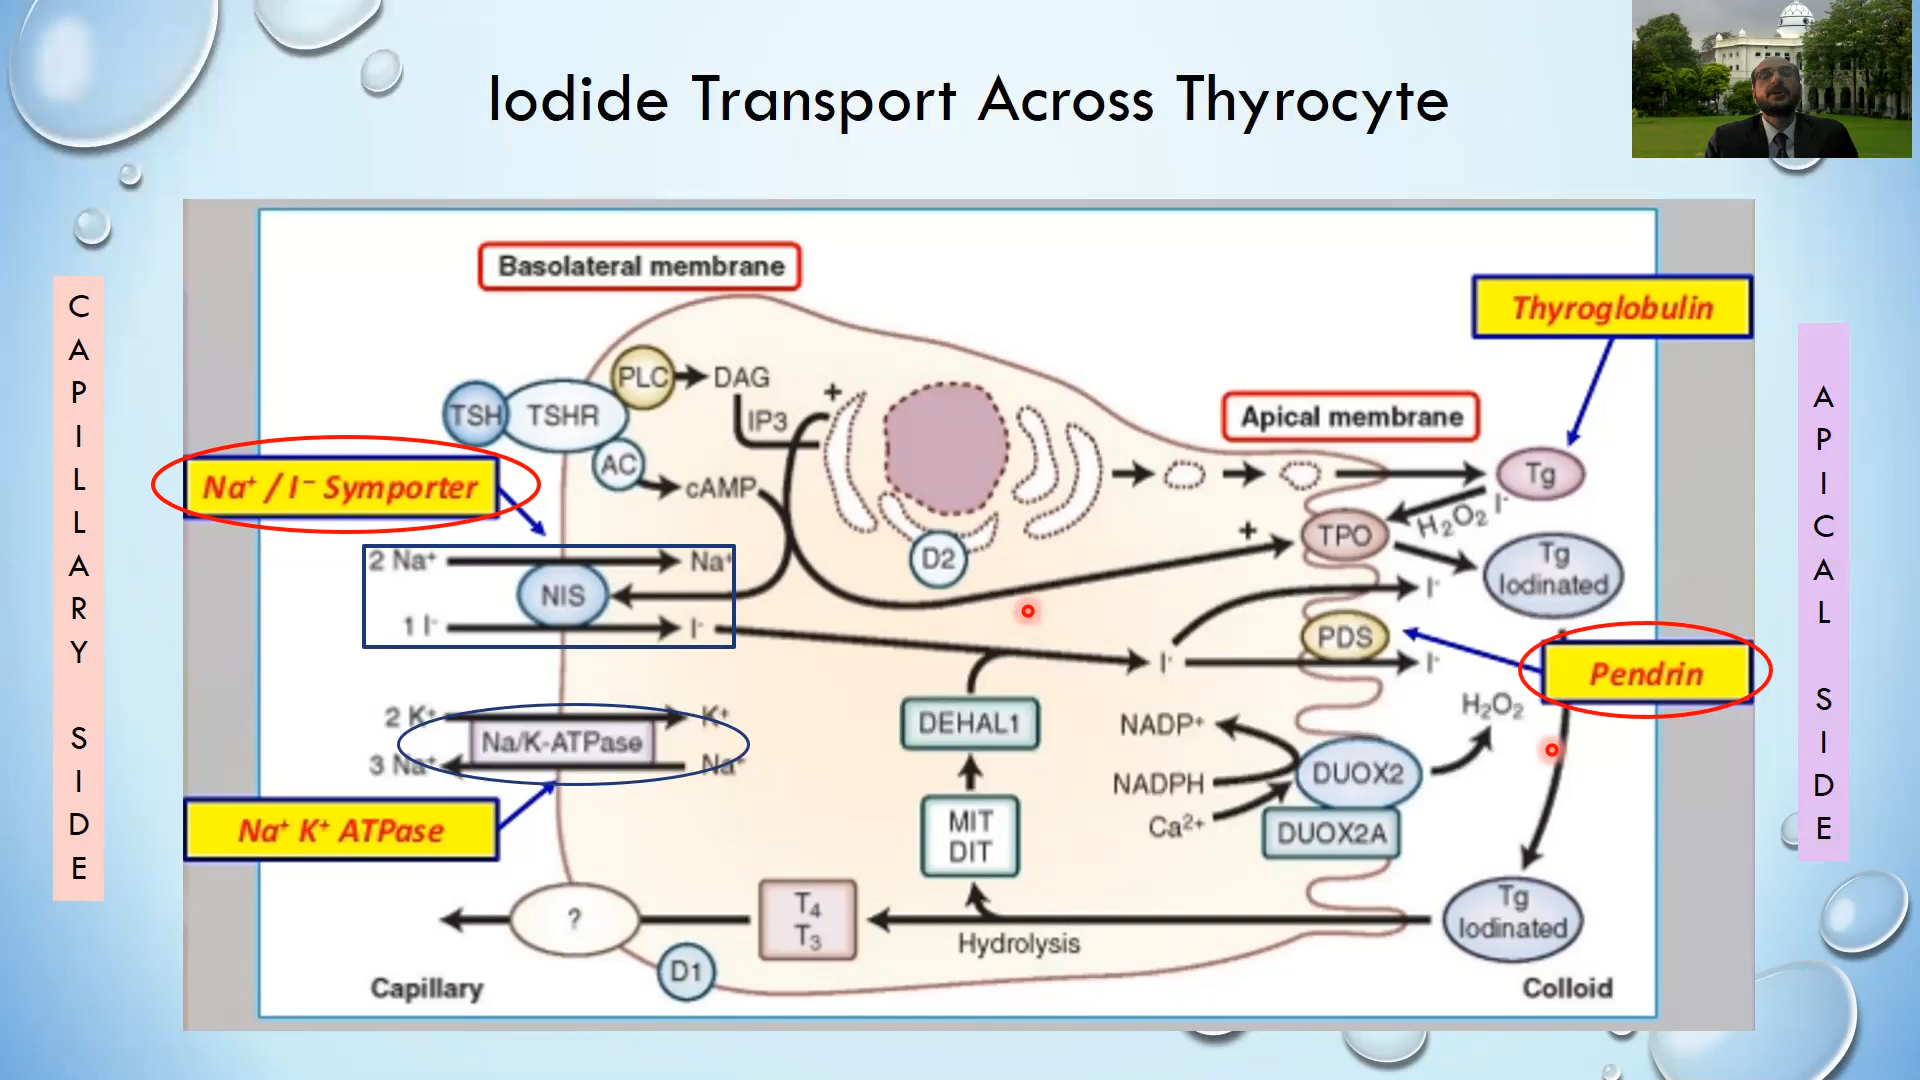 Iodide Transport Across Thyrocyte
CAPILLARY SIDE
APICAL SIDE
Basolateral membrane
Thyroglobulin
Apical membrane
PLC
DAG
IP3
+
TSH
TSHR
AC
cAMP
Na⁺ / I⁻ Symporter
Tg
I⁻
H₂O₂
+
TPO
D2
Tg
Iodinated
2 Na⁺
Na⁺
NIS
I⁻
1 I⁻
I⁻
PDS
I⁻
I⁻
Pendrin
2 K⁺
K⁺
Na/K-ATPase
3 Na⁺
Na⁺
DEHAL1
NADP⁺
H₂O₂
NADPH
DUOX2
Ca²⁺
DUOX2A
MIT
DIT
Na⁺ K⁺ ATPase
?
T₄
T₃
Hydrolysis
Tg
Iodinated
D1
Capillary
Colloid